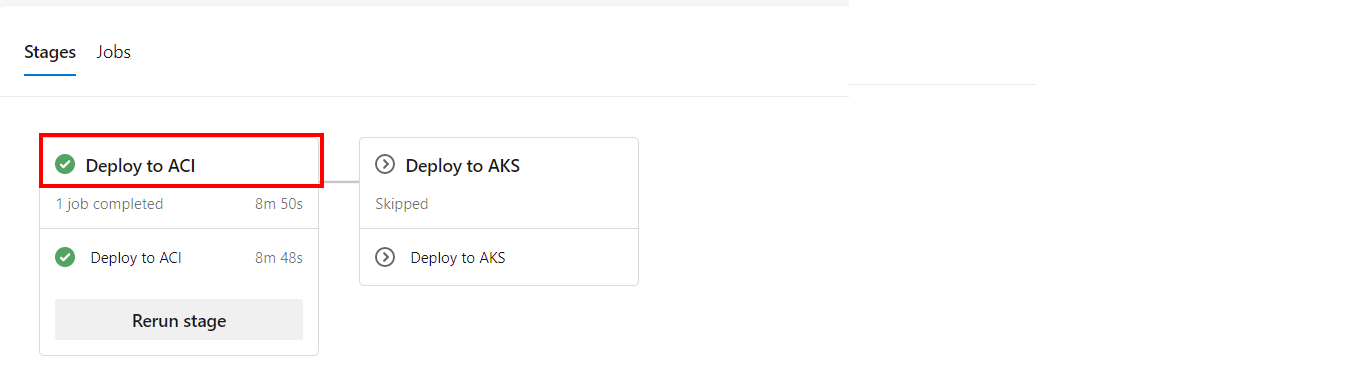 Stages Jobs
Deploy to ACI
1 job completed 8m 50s
Deploy to ACI 8m 48s
Rerun stage
Deploy to AKS
Skipped
Deploy to AKS